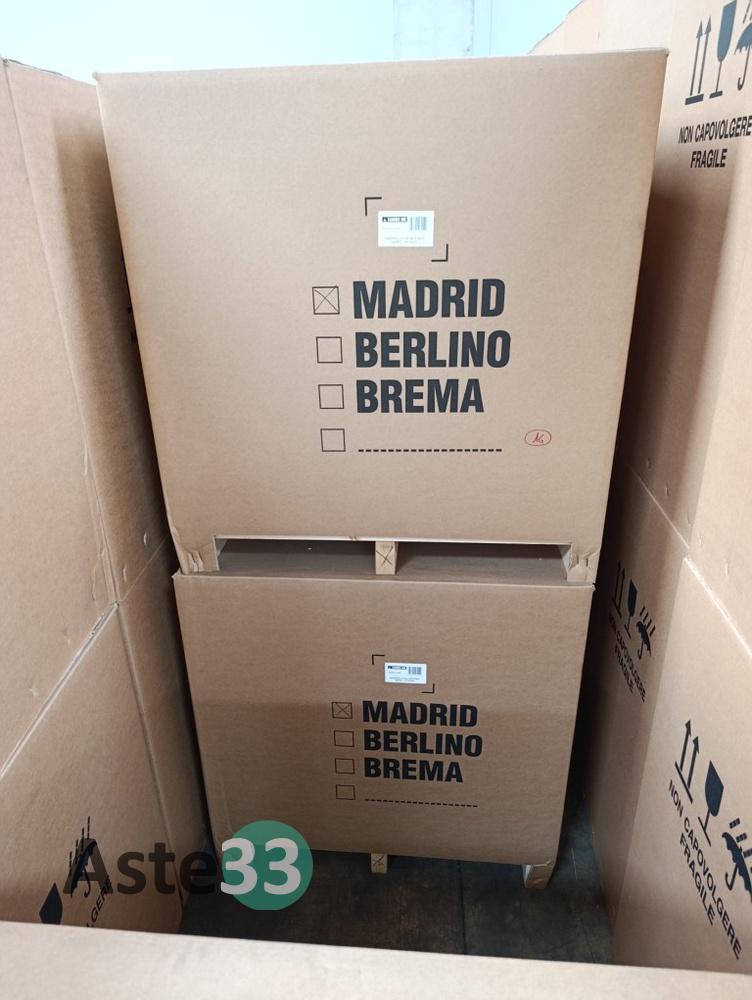 NON CAPOVOLGERE
FRAGILE
MADRID
BERLINO
BREMA
MADRID
BERLINO
BREMA
NON CAPOVOLGERE
FRAGILE
NON CAPOVOLGERE
FRAGILE
Aste33